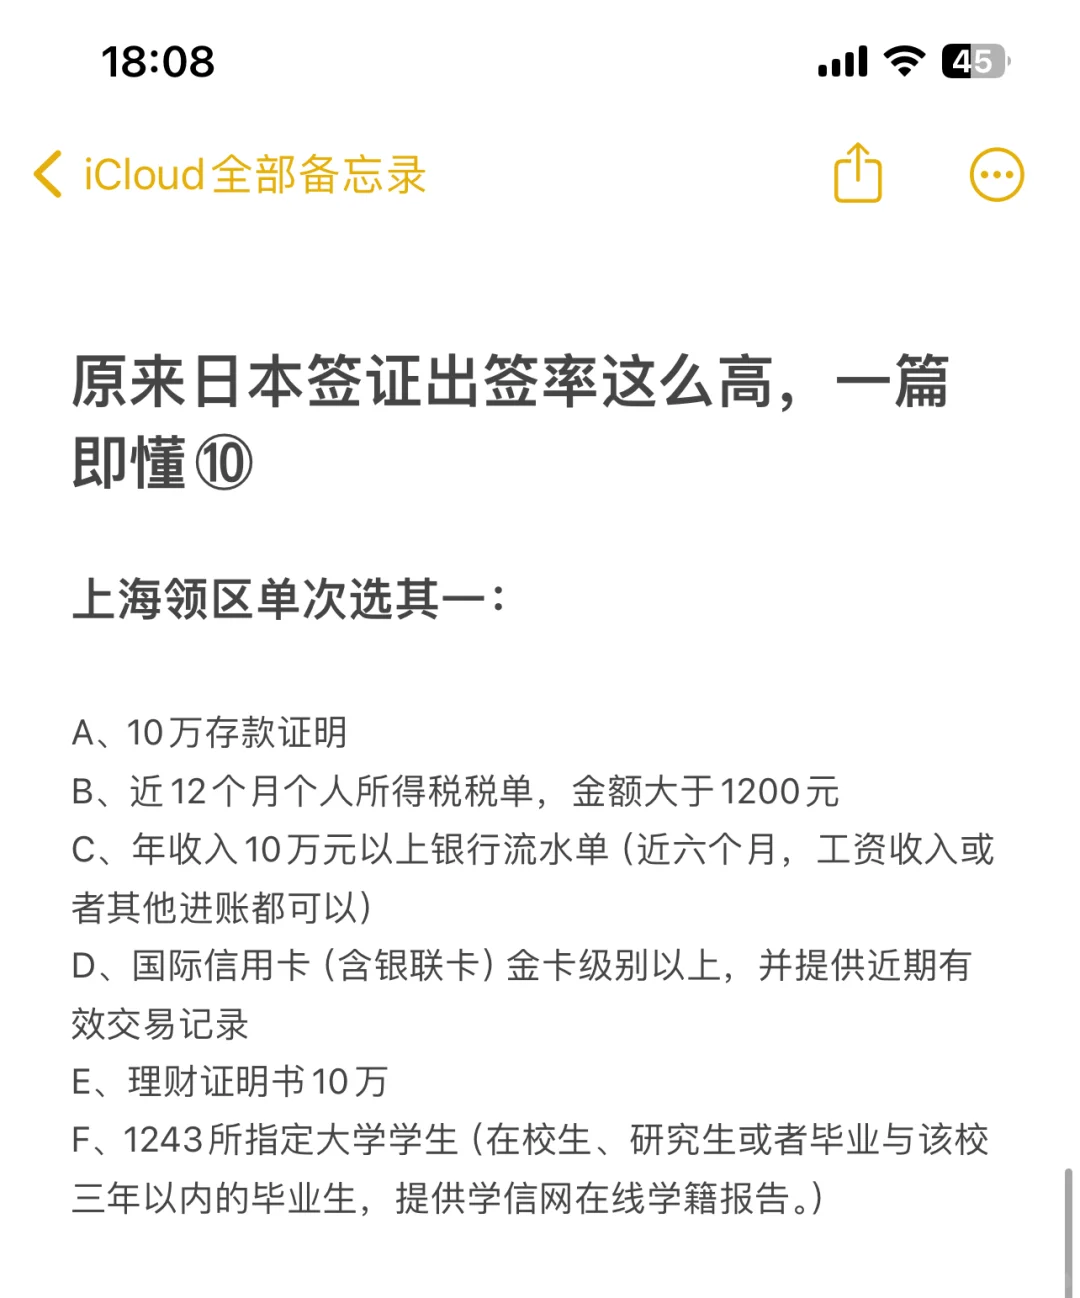 18:08
45
iCloud全部备忘录
原来日本签证出签率这么高，一篇
即懂⑩
上海领区单次选其一：
A、10万存款证明
B、近12个月个人所得税税单，金额大于1200元
C、年收入10万元以上银行流水单（近六个月，工资收入或
者其他进账都可以）
D、国际信用卡（含银联卡）金卡级别以上，并提供近期有
效交易记录
E、理财证明书10万
F、1243所指定大学学生（在校生、研究生或者毕业与该校
三年以内的毕业生，提供学信网在线学籍报告。）